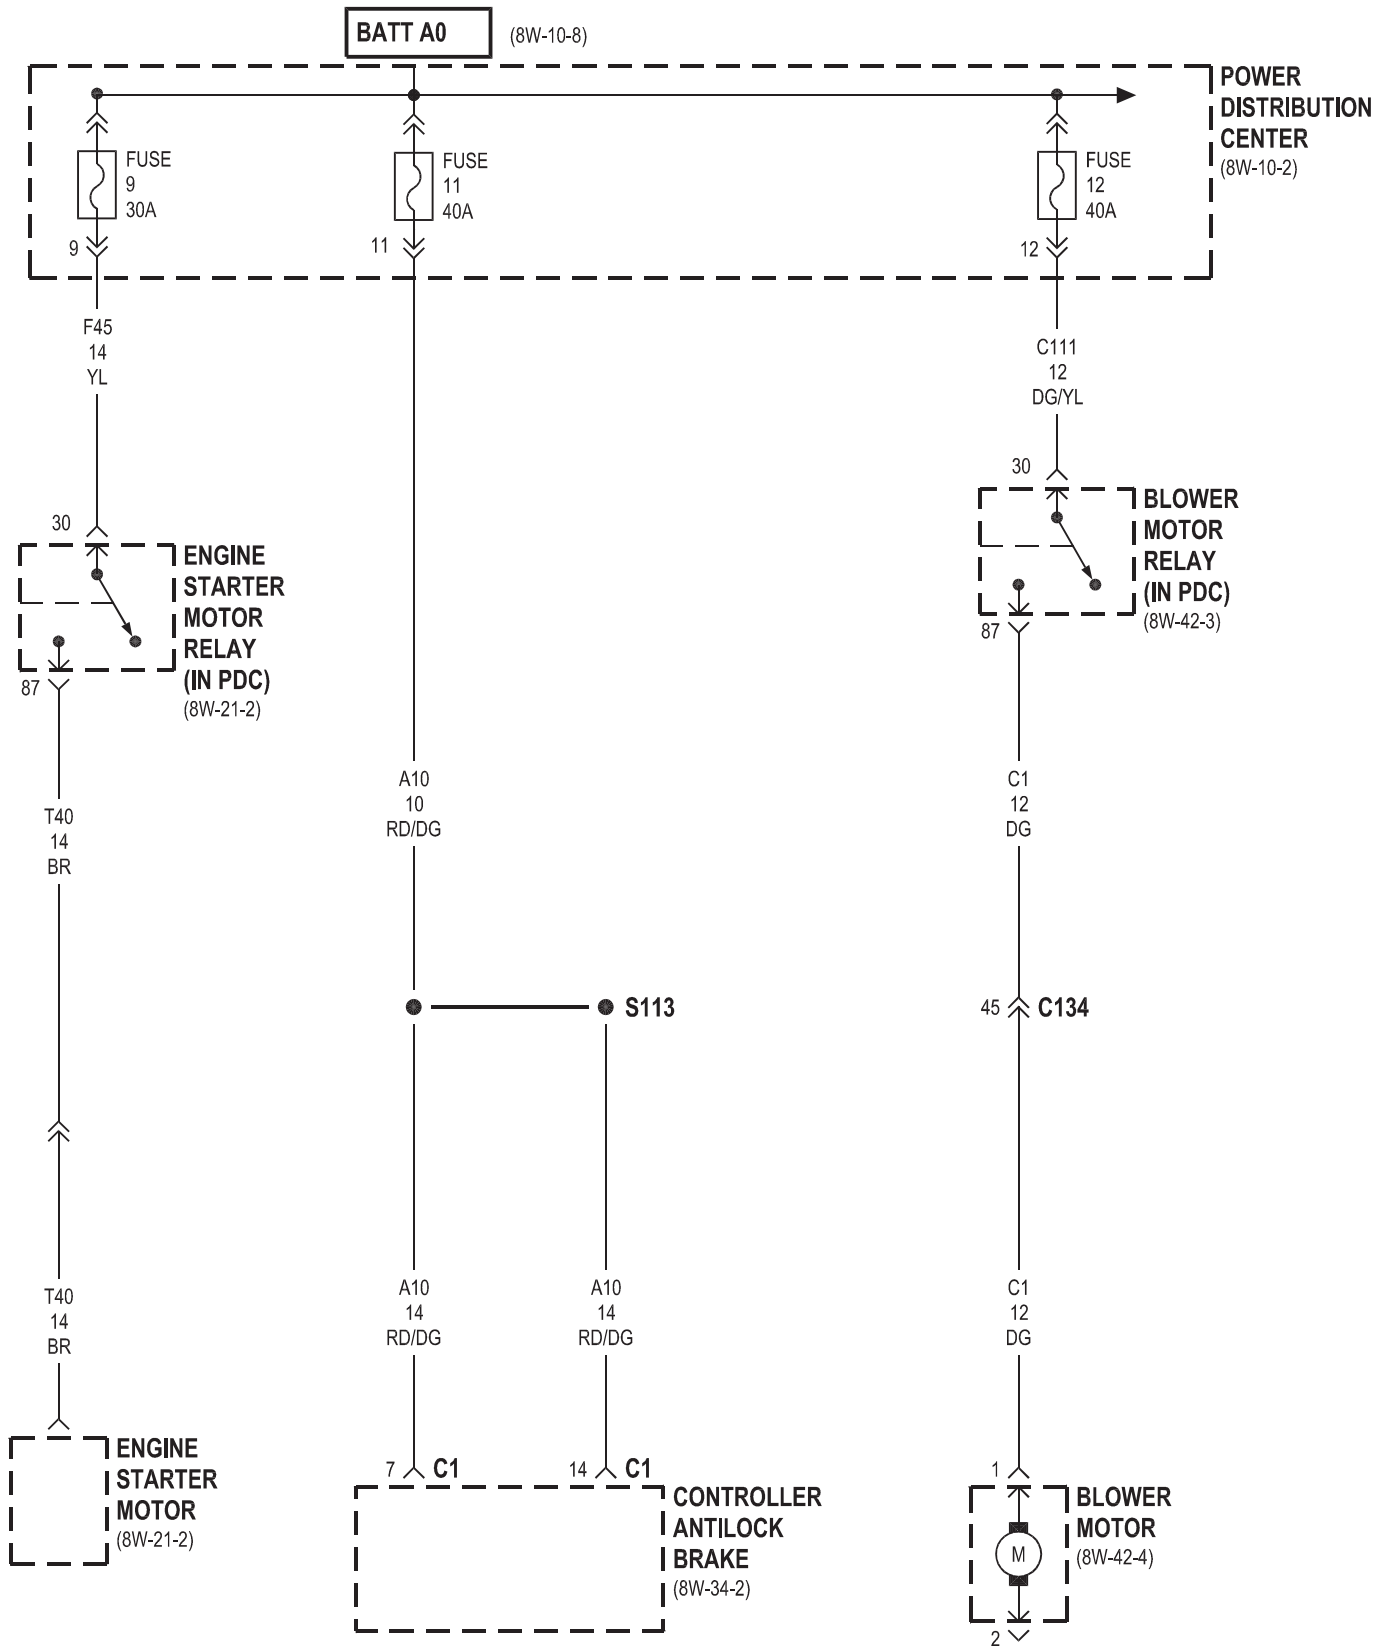 BATT A0
(8W-10-8)
POWER
DISTRIBUTION
CENTER
(8W-10-2)
FUSE
9
30A
FUSE
11
40A
FUSE
12
40A
9
11
12
F45
14
YL
C111
12
DG/YL
30
BLOWER
MOTOR
RELAY
(IN PDC)
(8W-42-3)
87
30
ENGINE
STARTER
MOTOR
RELAY
(IN PDC)
(8W-21-2)
87
T40
14
BR
A10
10
RD/DG
C1
12
DG
S113
45
C134
T40
14
BR
A10
14
RD/DG
A10
14
RD/DG
C1
12
DG
ENGINE
STARTER
MOTOR
(8W-21-2)
7
C1
14
C1
CONTROLLER
ANTILOCK
BRAKE
(8W-34-2)
1
BLOWER
MOTOR
(8W-42-4)
M
2